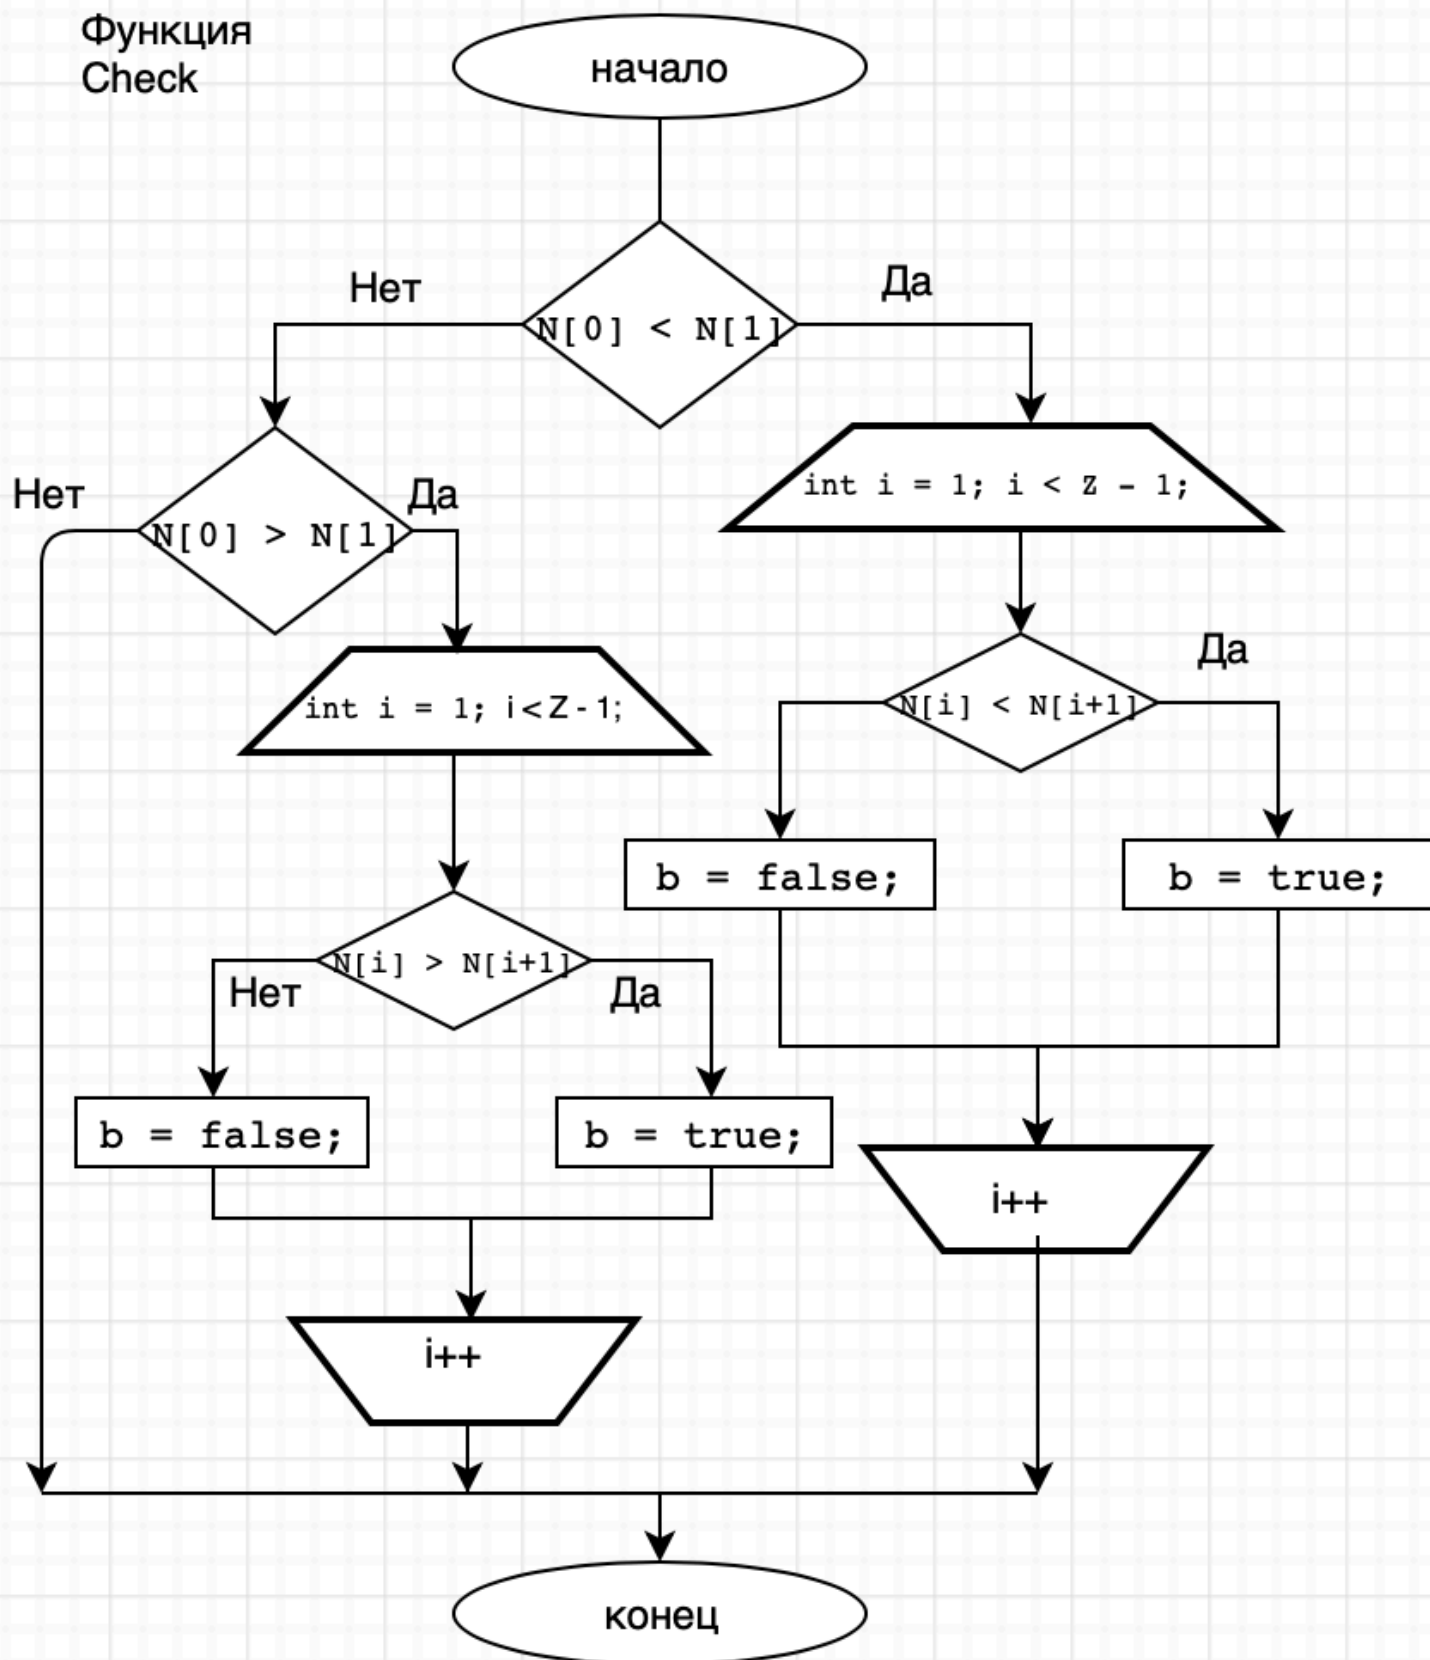 Функция
Check
начало
Нет
Да
N[0] < N[1]
Нет
Да
N[0] > N[1]
int i = 1; i < Z - 1;
int i = 1; i<Z-1;
Да
N[i] < N[i+1]
b = false;
b = true;
N[i] > N[i+1]
Нет
Да
b = false;
b = true;
i++
i++
конец